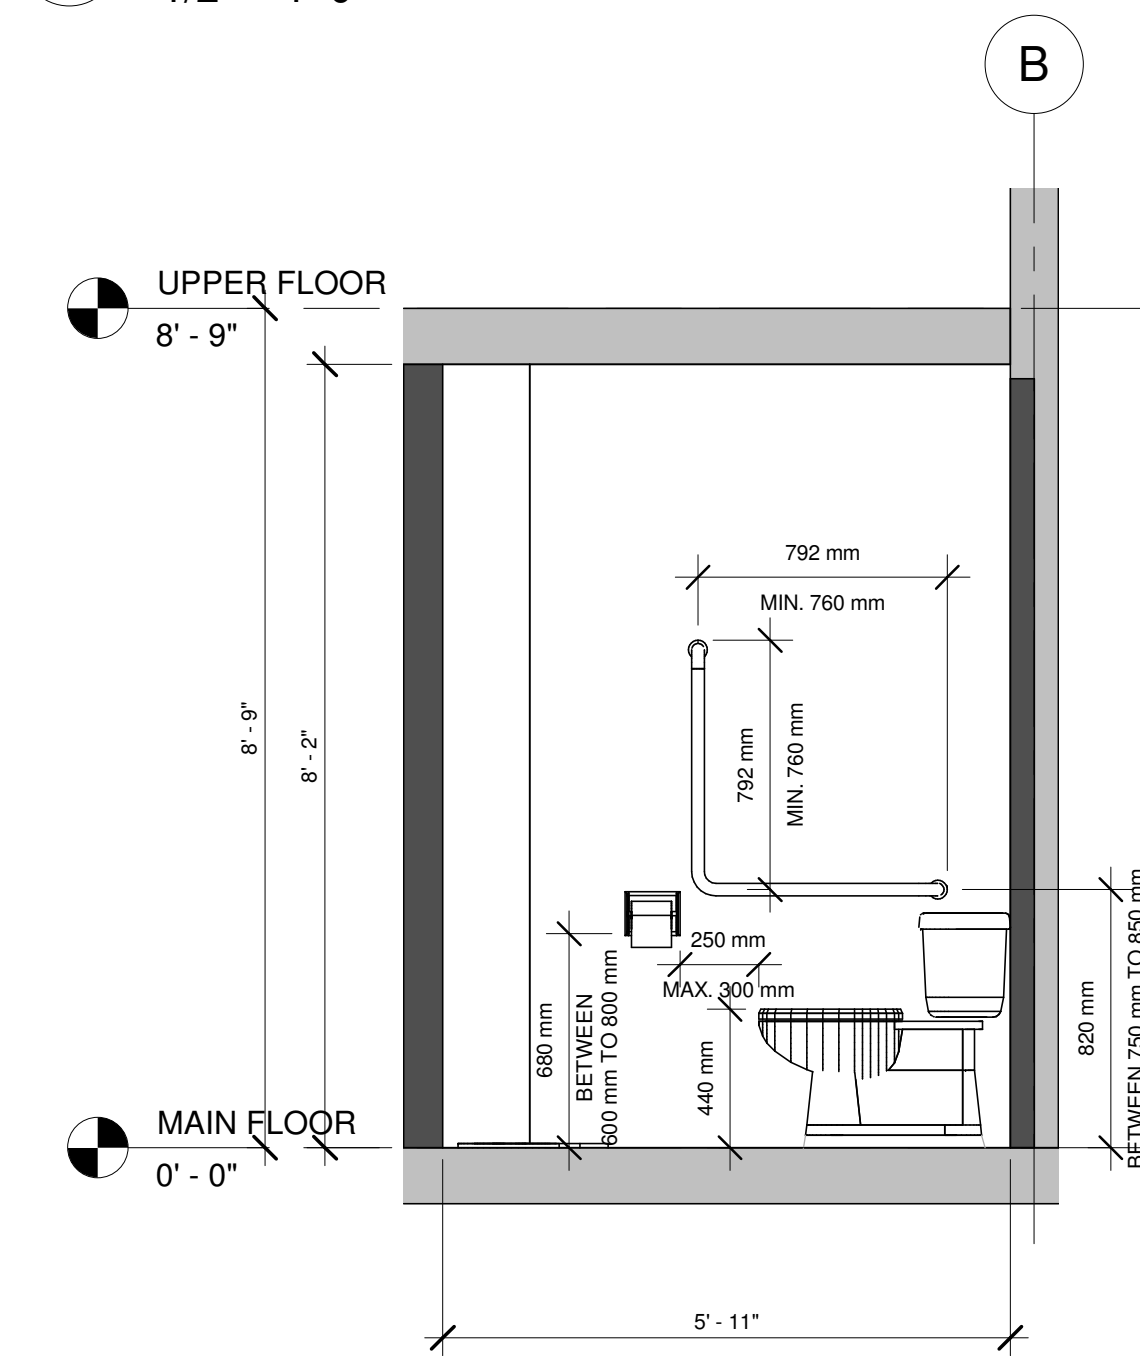 B
UPPER FLOOR
8' - 9"
792 mm
MIN. 760 mm
8' - 9"
8' - 2"
792 mm
MIN. 760 mm
250 mm
MAX. 300 mm
680 mm
BETWEEN
600 mm TO 800 mm
440 mm
820 mm
BETWEEN 750 mm TO 850 mm
MAIN FLOOR
0' - 0"
5' - 11"